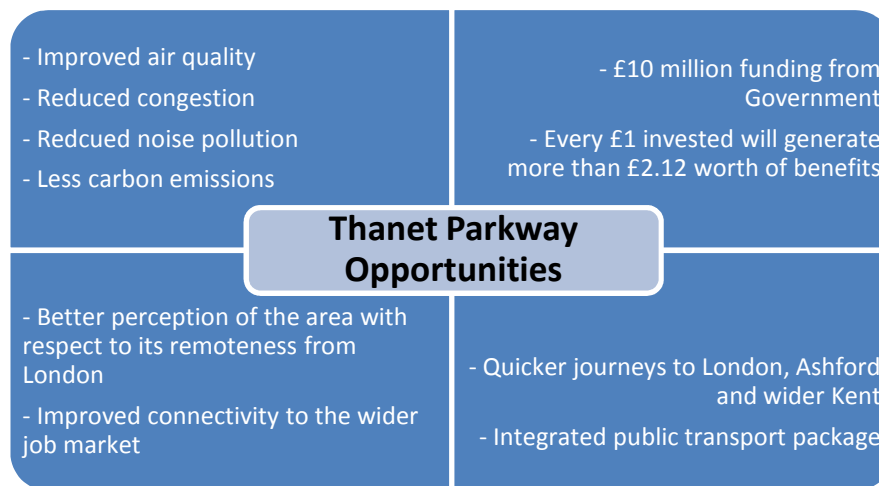 - Improved air quality
- Reduced congestion
- Redcued noise pollution
- Less carbon emissions
- £10 million funding from
Government
- Every £1 invested will generate
more than £2.12 worth of benefits
Thanet Parkway
Opportunities
- Better perception of the area with
respect to its remoteness from
London
- Improved connectivity to the wider
job market
- Quicker journeys to London, Ashford
and wider Kent
- Integrated public transport package